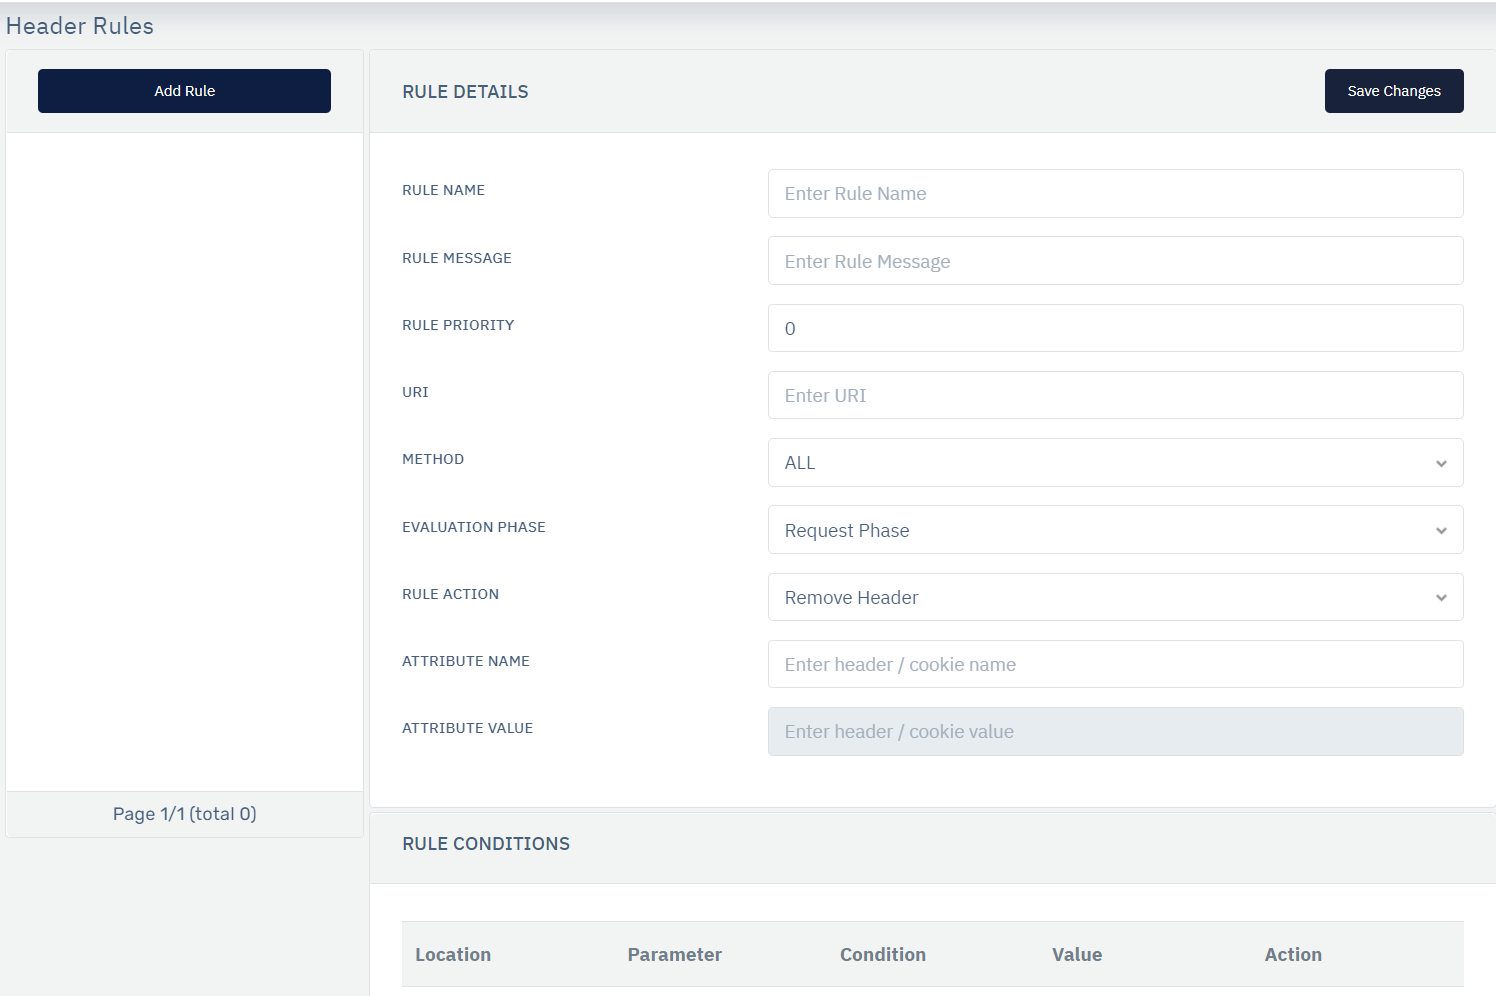 Header Rules
Add Rule
Page 1/1 (total 0)
RULE DETAILS
Save Changes
RULE NAME
Enter Rule Name
RULE MESSAGE
Enter Rule Message
RULE PRIORITY
0
URI
Enter URI
METHOD
ALL
EVALUATION PHASE
Request Phase
RULE ACTION
Remove Header
ATTRIBUTE NAME
Enter header / cookie name
ATTRIBUTE VALUE
Enter header / cookie value
RULE CONDITIONS
Location Parameter Condition Value Action